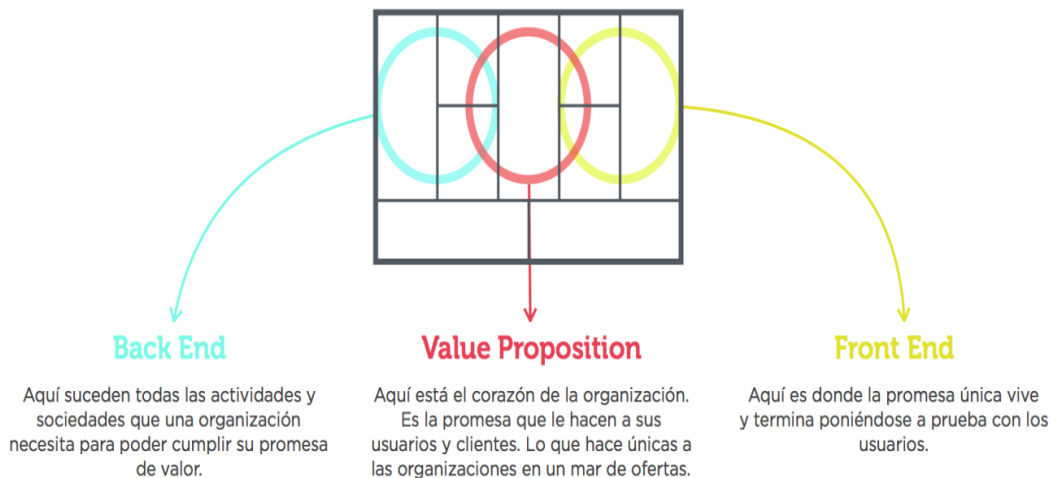 Back End
Aquí suceden todas las actividades y
sociedades que una organización
necesita para poder cumplir su promesa
de valor.
Value Proposition
Aquí está el corazón de la organización.
Es la promesa que le hacen a sus
usuarios y clientes. Lo que hace únicas a
las organizaciones en un mar de ofertas.
Front End
Aquí es donde la promesa única vive
y termina poniéndose a prueba con los
usuarios.